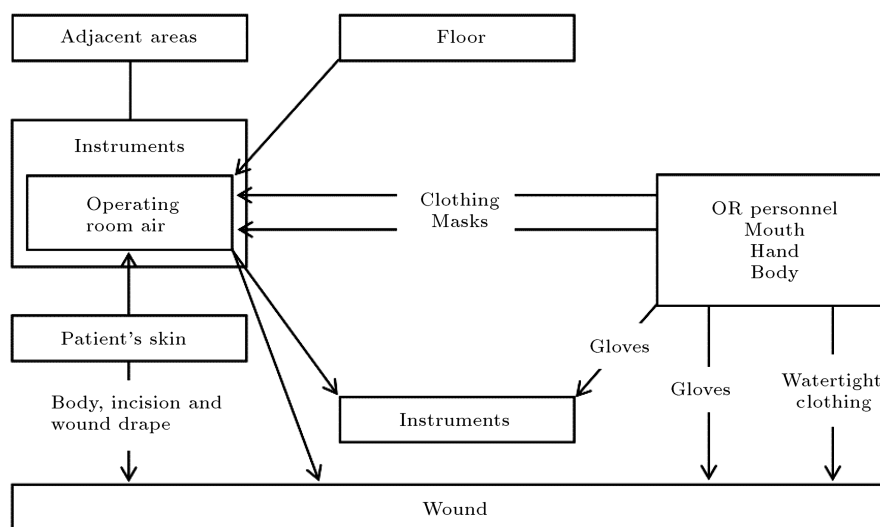 Adjacent areas
Floor
Instruments
Operating
room air
Clothing
Masks
OR personnel
Mouth
Hand
Body
Patient's skin
Gloves
Body, incision and
wound drape
Instruments
Gloves
Watertight
clothing
Wound